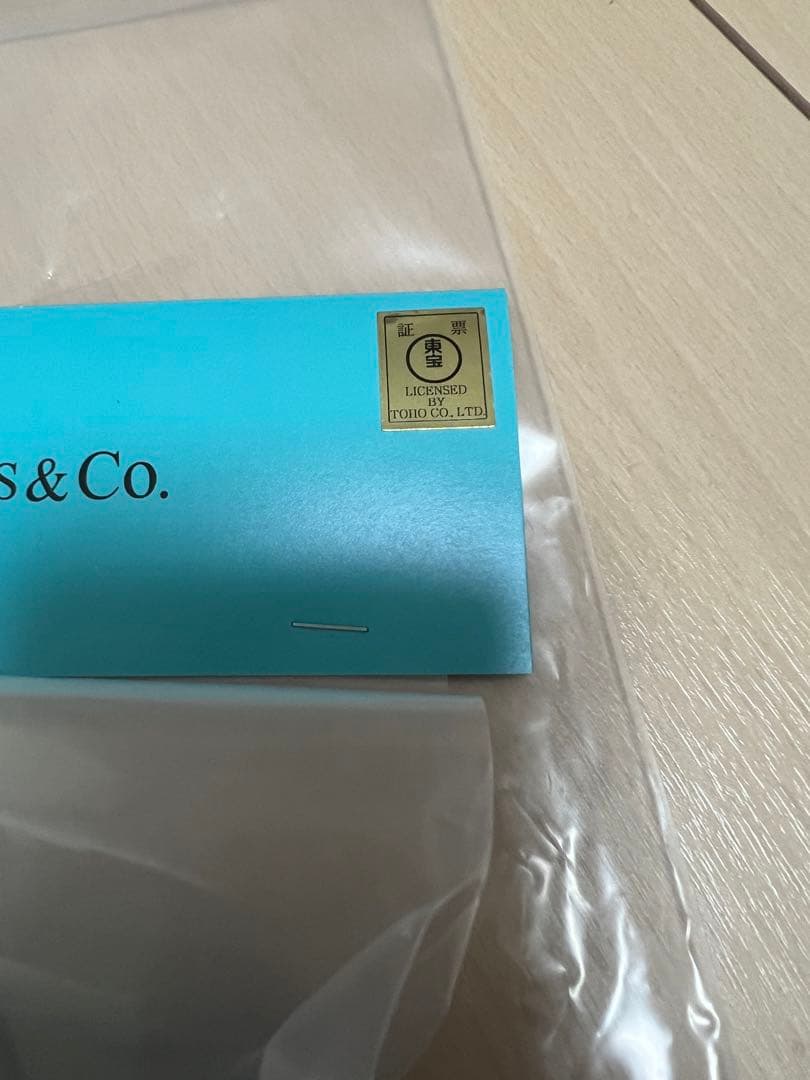 証 票
東宝
LICENSED
BY
TOHO CO., LTD.
s&Co.